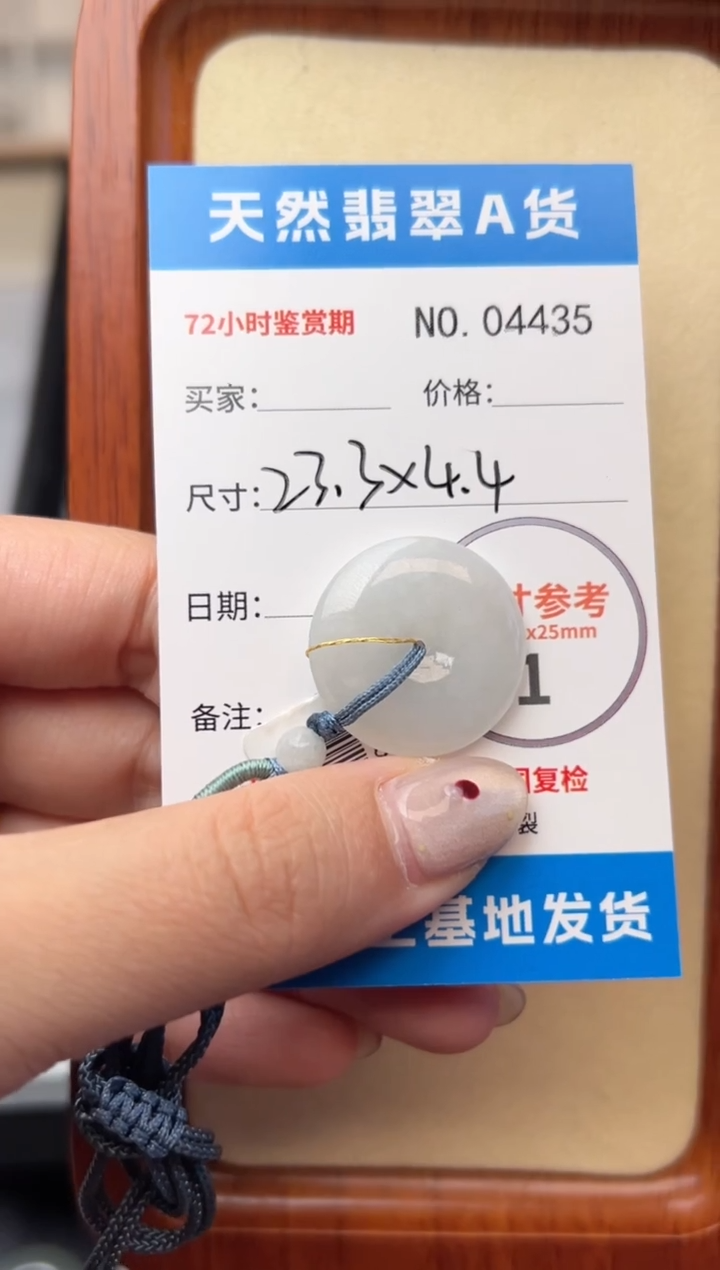 天然翡翠A货
72小时鉴赏期 NO. 04435
买家： 价格：
尺寸：23.3×4.4
日期： 寸参考
x25mm
1
备注：
复检
裂
基地发货